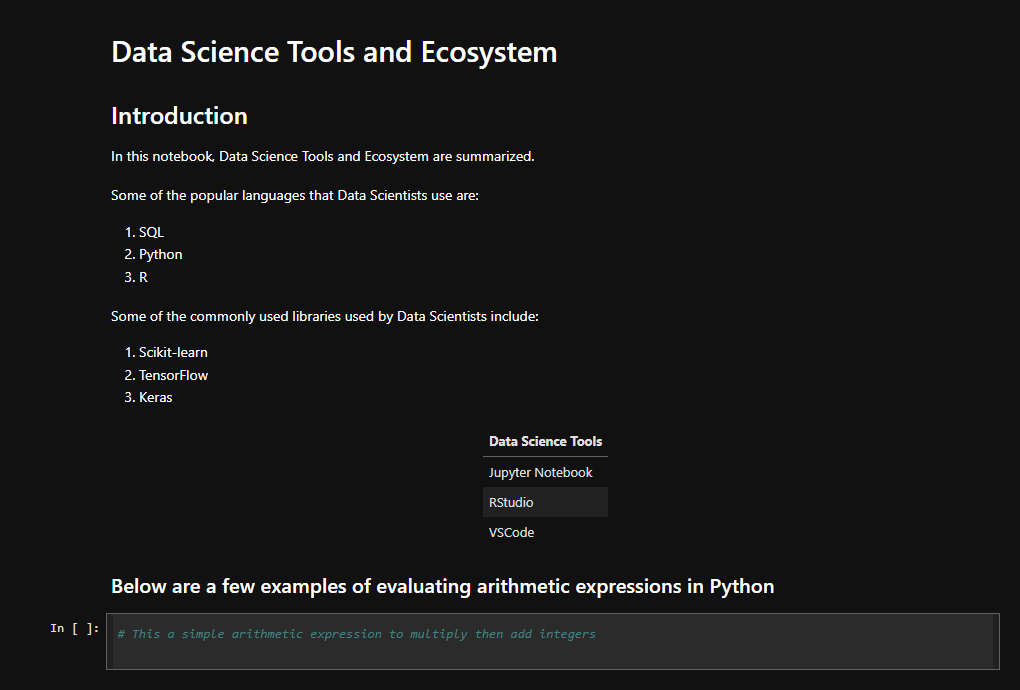 Data Science Tools and Ecosystem
Introduction
In this notebook, Data Science Tools and Ecosystem are summarized.
Some of the popular languages that Data Scientists use are:
1. SQL
2. Python
3. R
Some of the commonly used libraries used by Data Scientists include:
1. Scikit-learn
2. TensorFlow
3. Keras
Data Science Tools
Jupyter Notebook
RStudio
VSCode
Below are a few examples of evaluating arithmetic expressions in Python
In [ ]: # This a simple arithmetic expression to multiply then add integers